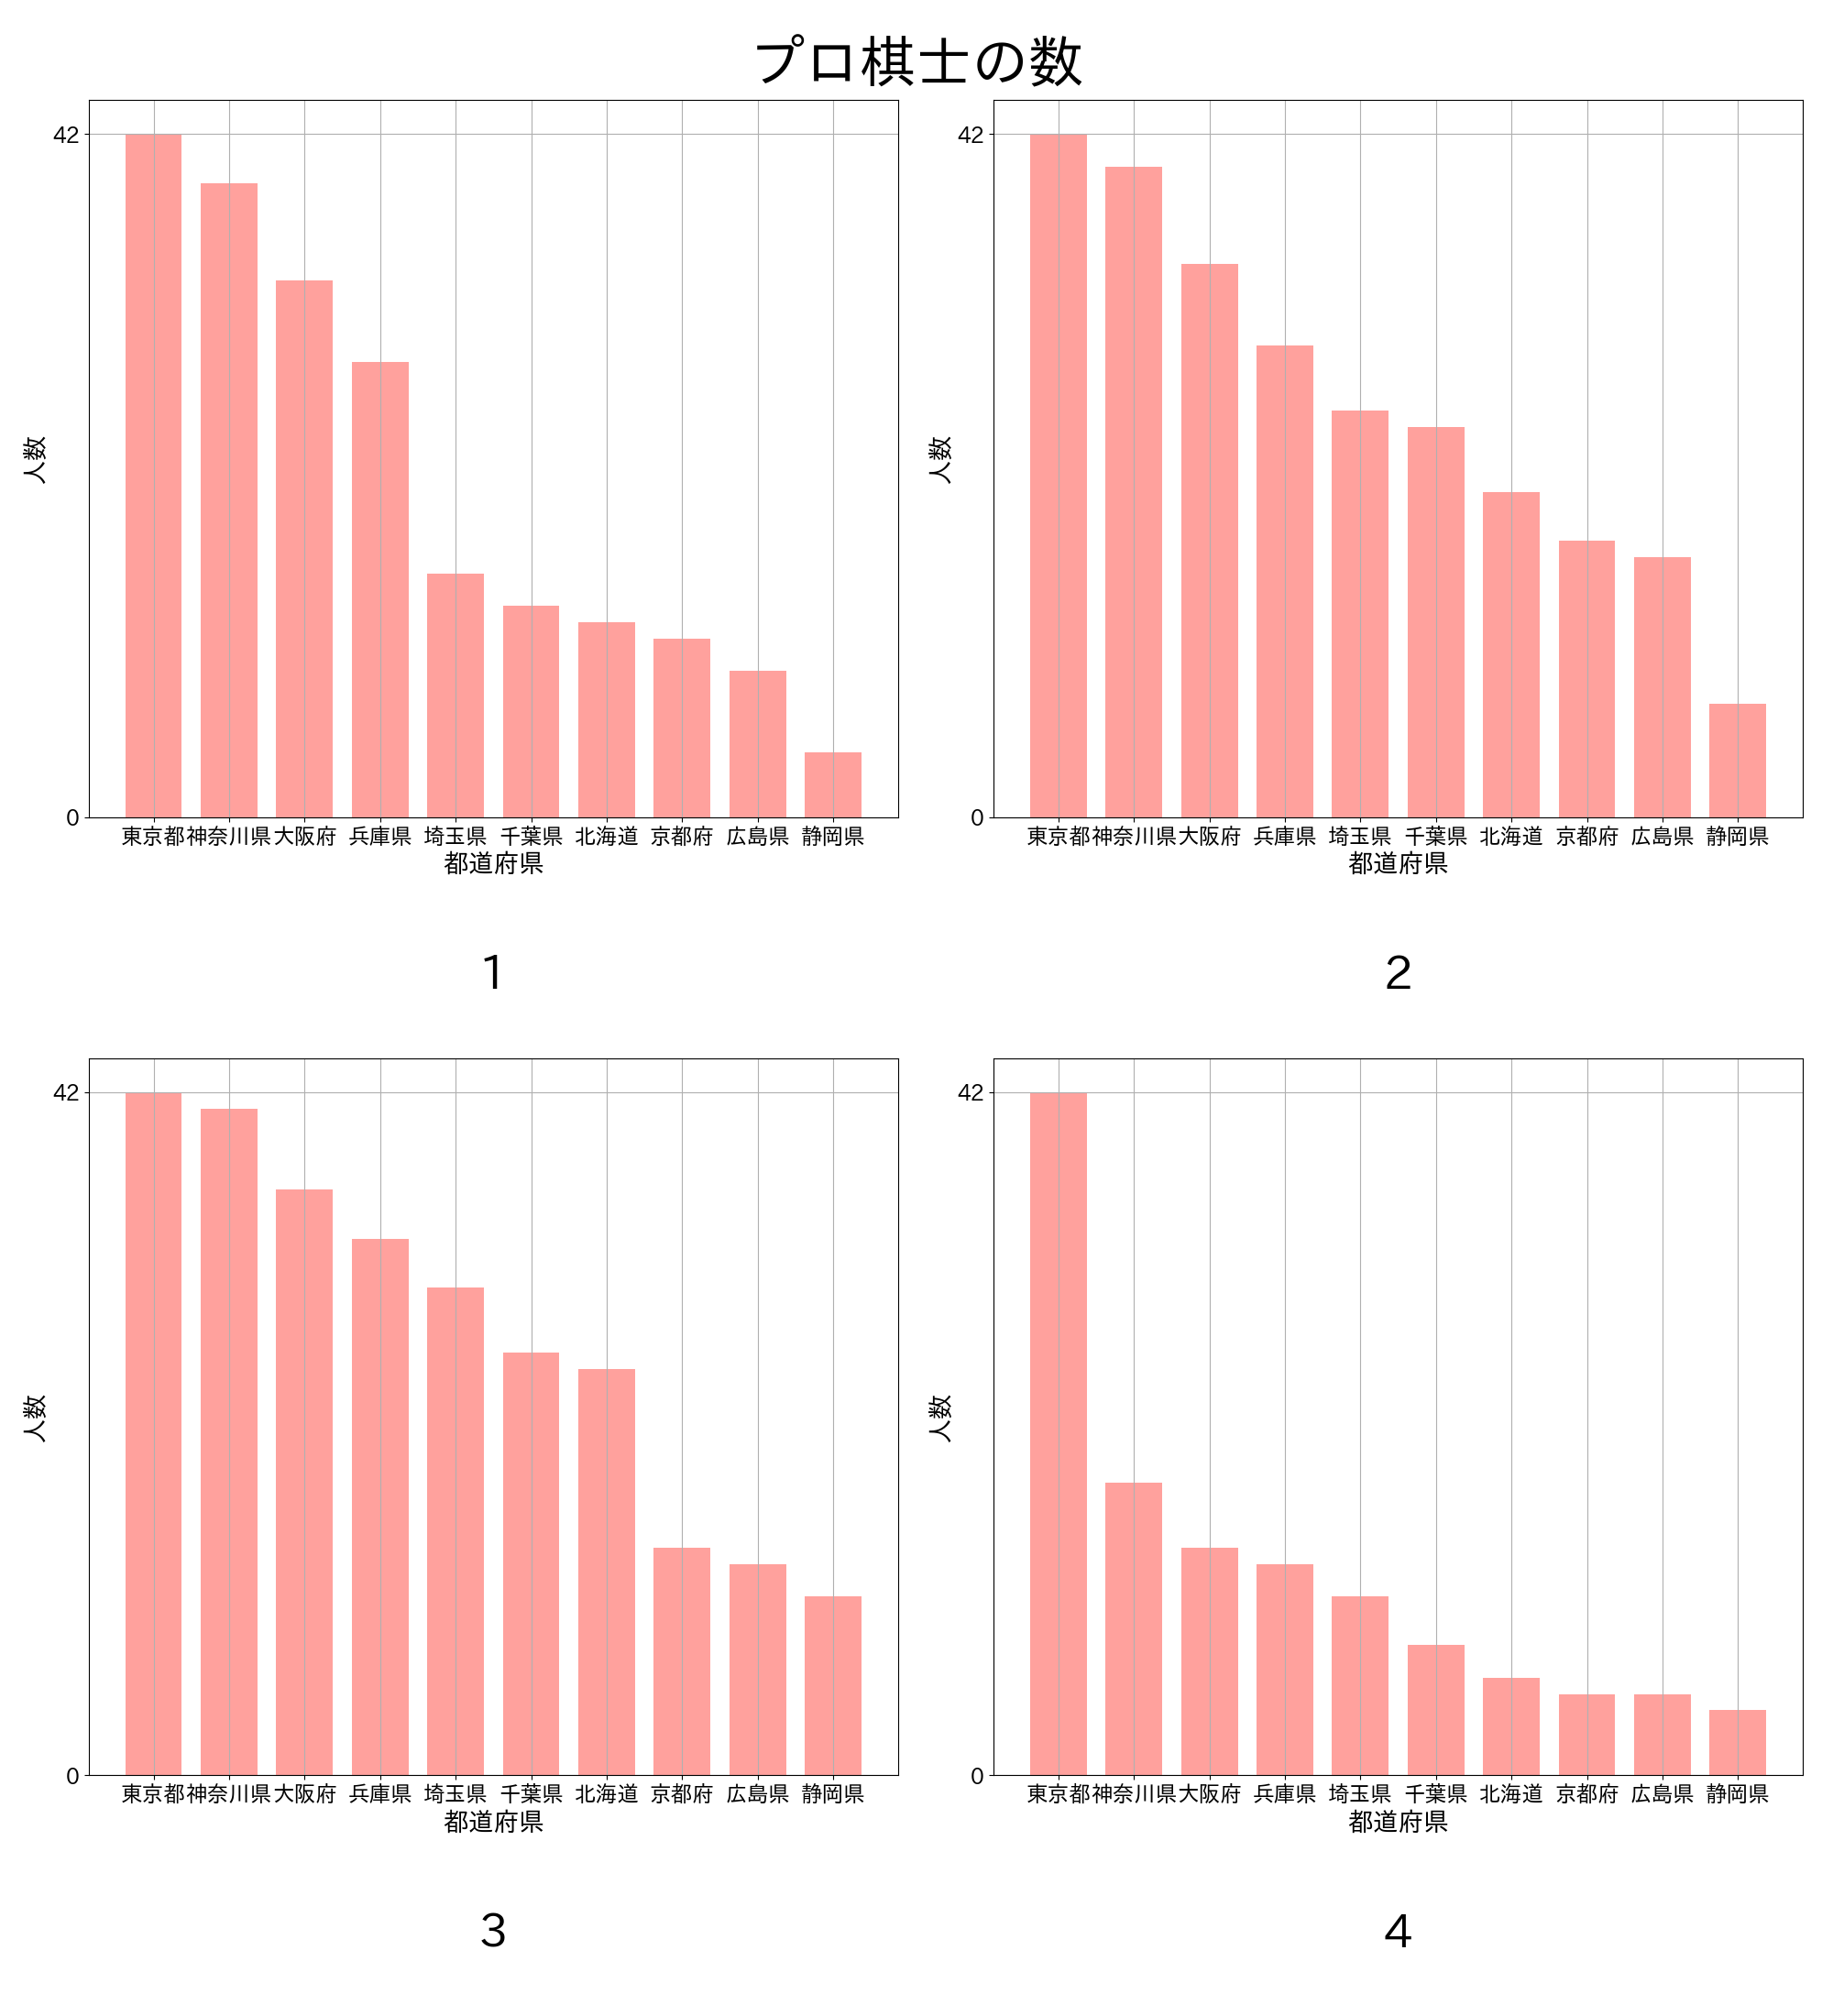 プロ棋士の数
42
0
人数
東京都 神奈川県 大阪府 兵庫県 埼玉県 千葉県 北海道 京都府 広島県 静岡県
都道府県
1
42
0
人数
東京都 神奈川県 大阪府 兵庫県 埼玉県 千葉県 北海道 京都府 広島県 静岡県
都道府県
2
42
0
人数
東京都 神奈川県 大阪府 兵庫県 埼玉県 千葉県 北海道 京都府 広島県 静岡県
都道府県
3
42
0
人数
東京都 神奈川県 大阪府 兵庫県 埼玉県 千葉県 北海道 京都府 広島県 静岡県
都道府県
4